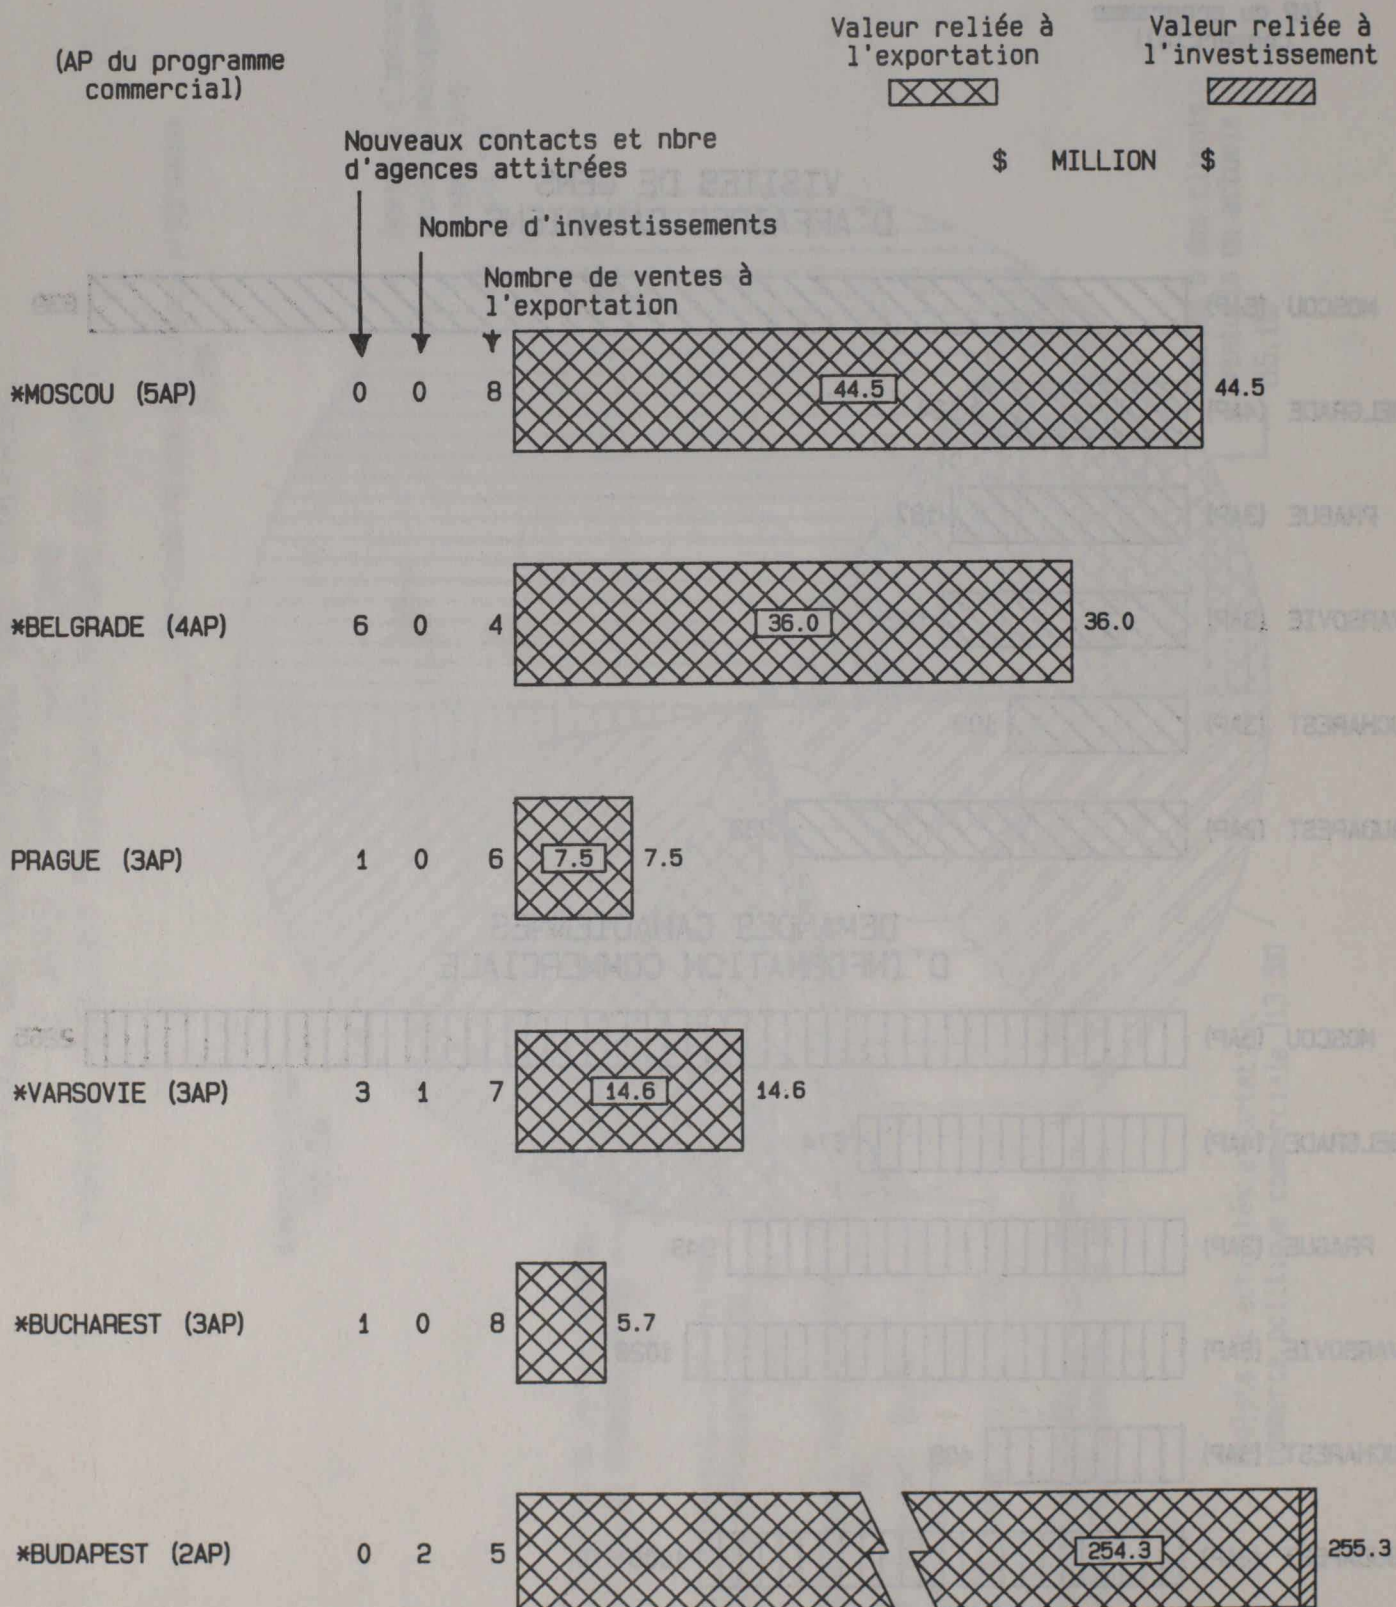 (AP du programme
commercial)
Valeur reliée à
l'exportation
Valeur reliée à
l'investissement
$ MILLION $
Nouveaux contacts et nbre
d'agences attitrées
Nombre d'investissements
Nombre de ventes à
l'exportation
*MOSCOU (5AP) 0 0 8 44.5 44.5
*BELGRADE (4AP) 6 0 4 36.0 36.0
PRAGUE (3AP) 1 0 6 7.5 7.5
*VARSOVIE (3AP) 3 1 7 14.6 14.6
*BUCHAREST (3AP) 1 0 8 5.7
*BUDAPEST (2AP) 0 2 5 254.3 255.3